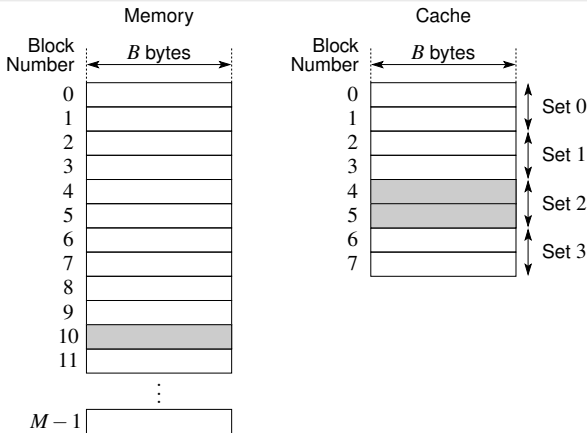 Memory
Block
Number
B bytes
0
1
2
3
4
5
6
7
8
9
10
11
⋮
M − 1
Cache
Block
Number
B bytes
0
1
2
3
4
5
6
7
Set 0
Set 1
Set 2
Set 3